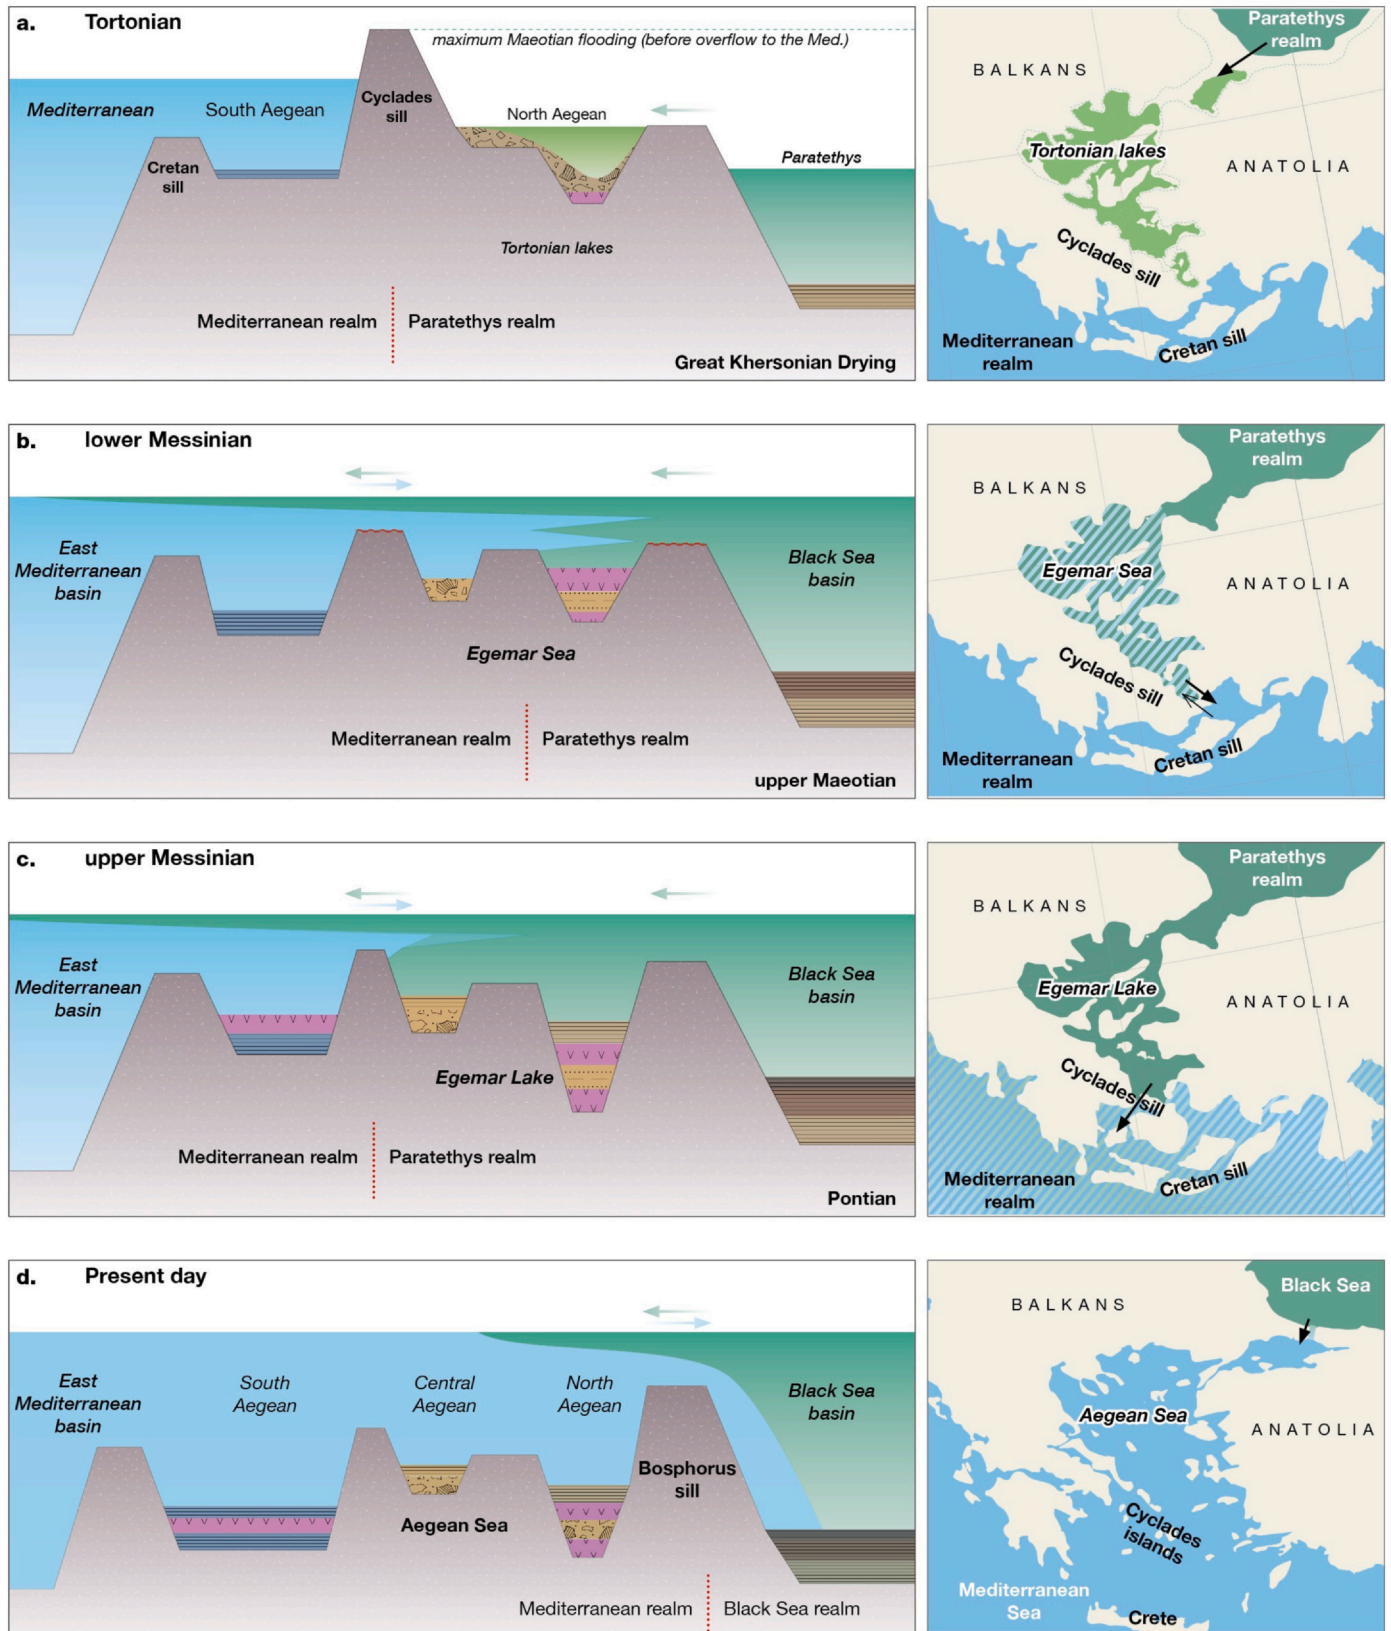 a. Tortonian
maximum Maeotian flooding (before overflow to the Med.)
Mediterranean
South Aegean
Cyclades
sill
North Aegean
Cretan
sill
Paratethys
Tortonian lakes
Mediterranean realm
Paratethys realm
Great Khersonian Drying
Paratethys
realm
BALKANS
Tortonian lakes
ANATOLIA
Cyclades sill
Mediterranean
realm
Cretan sill
b. lower Messinian
East
Mediterranean
basin
Black Sea
basin
Egemar Sea
Mediterranean realm
Paratethys realm
upper Maeotian
Paratethys
realm
BALKANS
Egemar Sea
ANATOLIA
Cyclades sill
Mediterranean
realm
Cretan sill
c. upper Messinian
East
Mediterranean
basin
Black Sea
basin
Egemar Lake
Mediterranean realm
Paratethys realm
Pontian
Paratethys
realm
BALKANS
Egemar Lake
ANATOLIA
Cyclades sill
Mediterranean
realm
Cretan sill
d. Present day
East
Mediterranean
basin
South
Aegean
Central
Aegean
North
Aegean
Black Sea
basin
Bosphorus
sill
Aegean Sea
Mediterranean realm
Black Sea realm
Black Sea
BALKANS
Aegean Sea
ANATOLIA
Cyclades
islands
Mediterranean
Sea
Crete